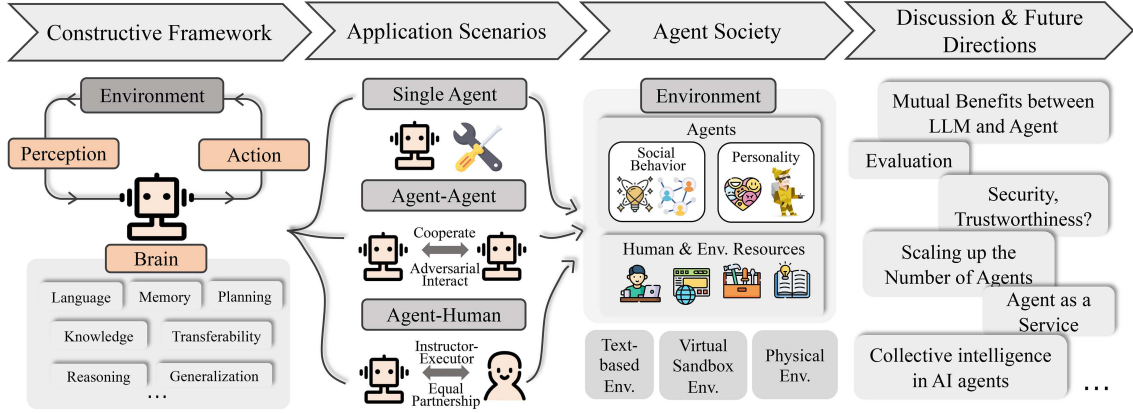 Constructive Framework
Environment
Perception
Action
Brain
Language
Memory
Planning
Knowledge
Transferability
Reasoning
Generalization
...
Application Scenarios
Single Agent
Agent-Agent
Cooperate
Adversarial
Interact
Agent-Human
Instructor-
Executor
Equal
Partnership
Agent Society
Environment
Agents
Social
Behavior
Personality
Human & Env. Resources
Text-
based
Env.
Virtual
Sandbox
Env.
Physical
Env.
Discussion & Future
Directions
Mutual Benefits between
LLM and Agent
Evaluation
Security,
Trustworthiness?
Scaling up the
Number of Agents
Agent as a
Service
Collective intelligence
in AI agents
...